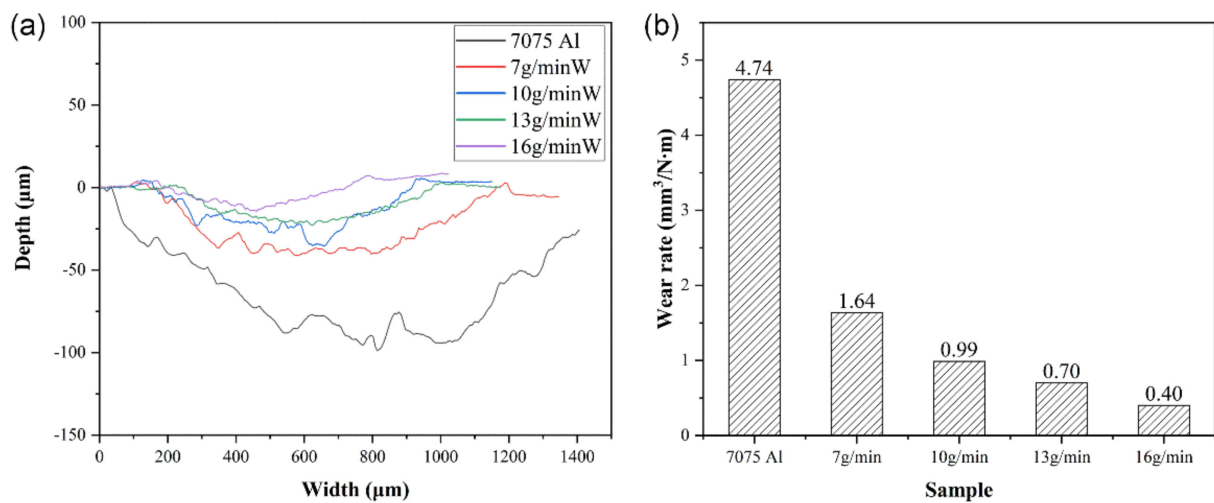 (a)
100
50
0
-50
-100
-150
Depth (μm)
0 200 400 600 800 1000 1200 1400
Width (μm)
7075 Al
7g/minW
10g/minW
13g/minW
16g/minW
(b)
5
4
3
2
1
0
Wear rate (mm³/N·m)
4.74
1.64
0.99
0.70
0.40
7075 Al 7g/min 10g/min 13g/min 16g/min
Sample